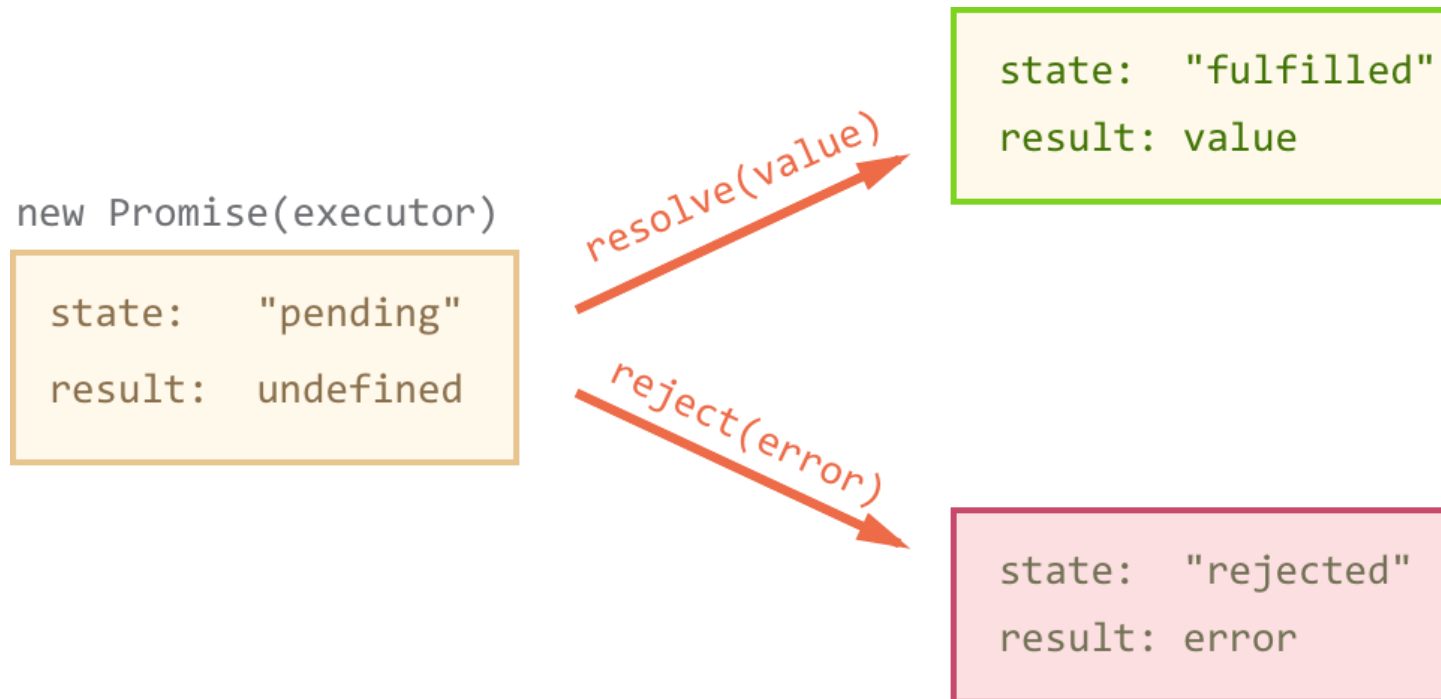 new Promise(executor)
state: "pending"
result: undefined
resolve(value)
reject(error)
state: "fulfilled"
result: value
state: "rejected"
result: error